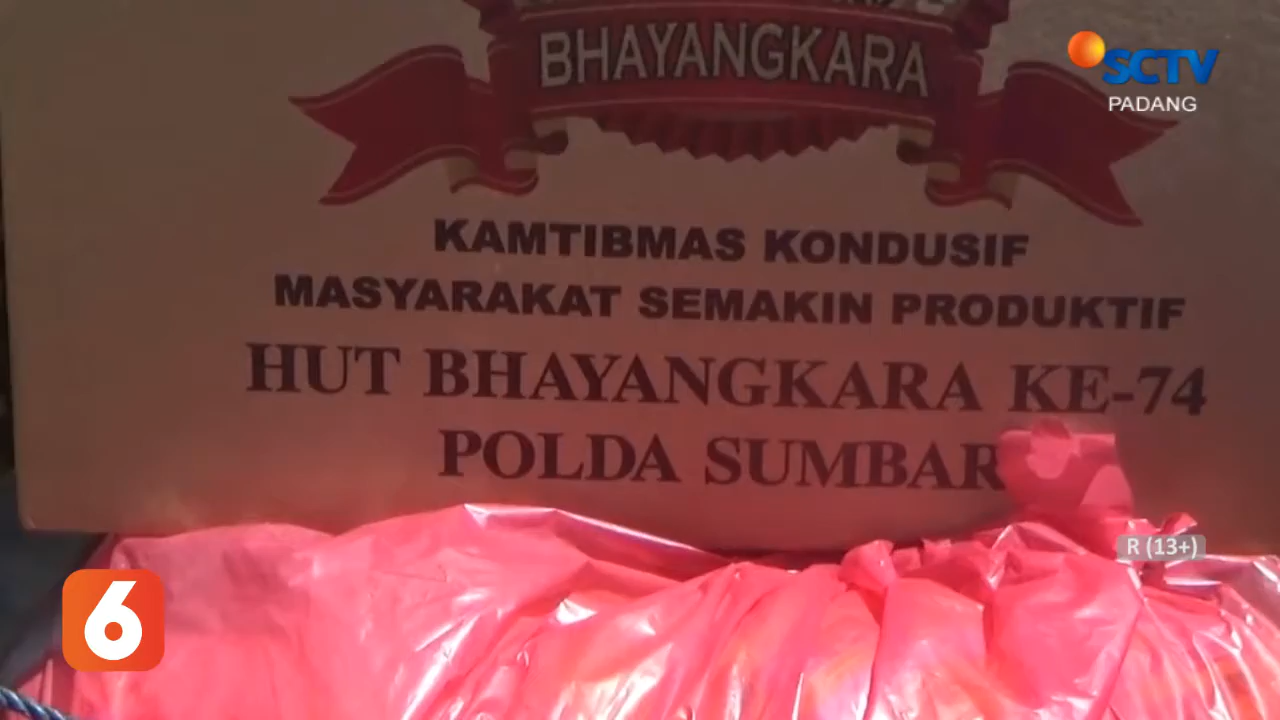 BHAYANGKARA
SCTV
PADANG
KAMTIBMAS KONDUSIF
MASYARAKAT SEMAKIN PRODUKTIF
HUT BHAYANGKARA KE-74
POLDA SUMBAR
R (13+)
6